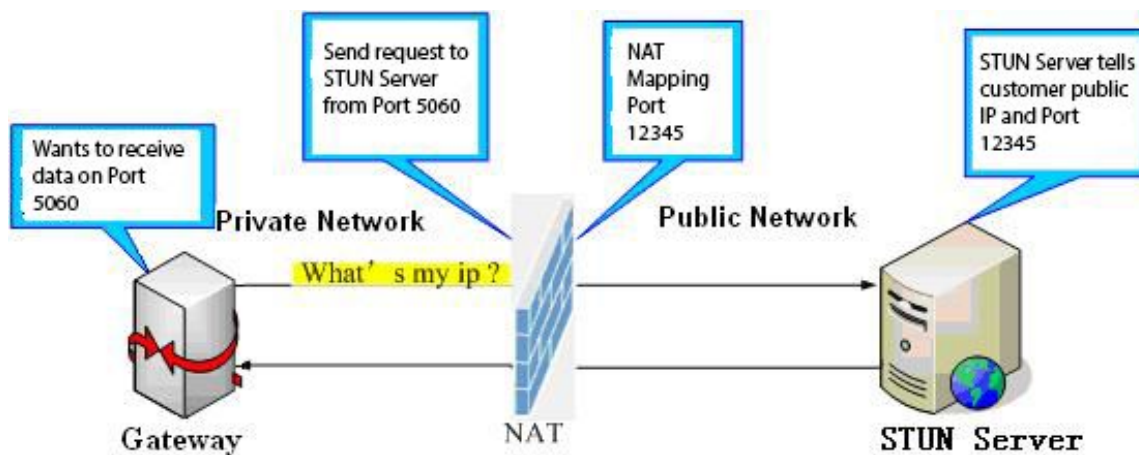 Wants to receive
data on Port
5060
Send request to
STUN Server
from Port 5060
NAT
Mapping
Port
12345
STUN Server tells
customer public
IP and Port
12345
Private Network
Public Network
What's my ip ?
Gateway
NAT
STUN Server